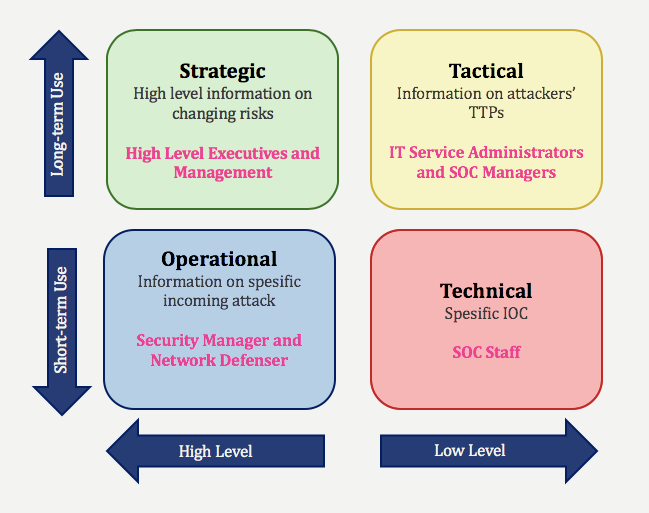 Long-term Use
Strategic
High level information on
changing risks
High Level Executives and
Management
Tactical
Information on attackers’
TTPs
IT Service Administrators
and SOC Managers
Short-term Use
Operational
Information on spesific
incoming attack
Security Manager and
Network Defenser
Technical
Spesific IOC
SOC Staff
High Level
Low Level